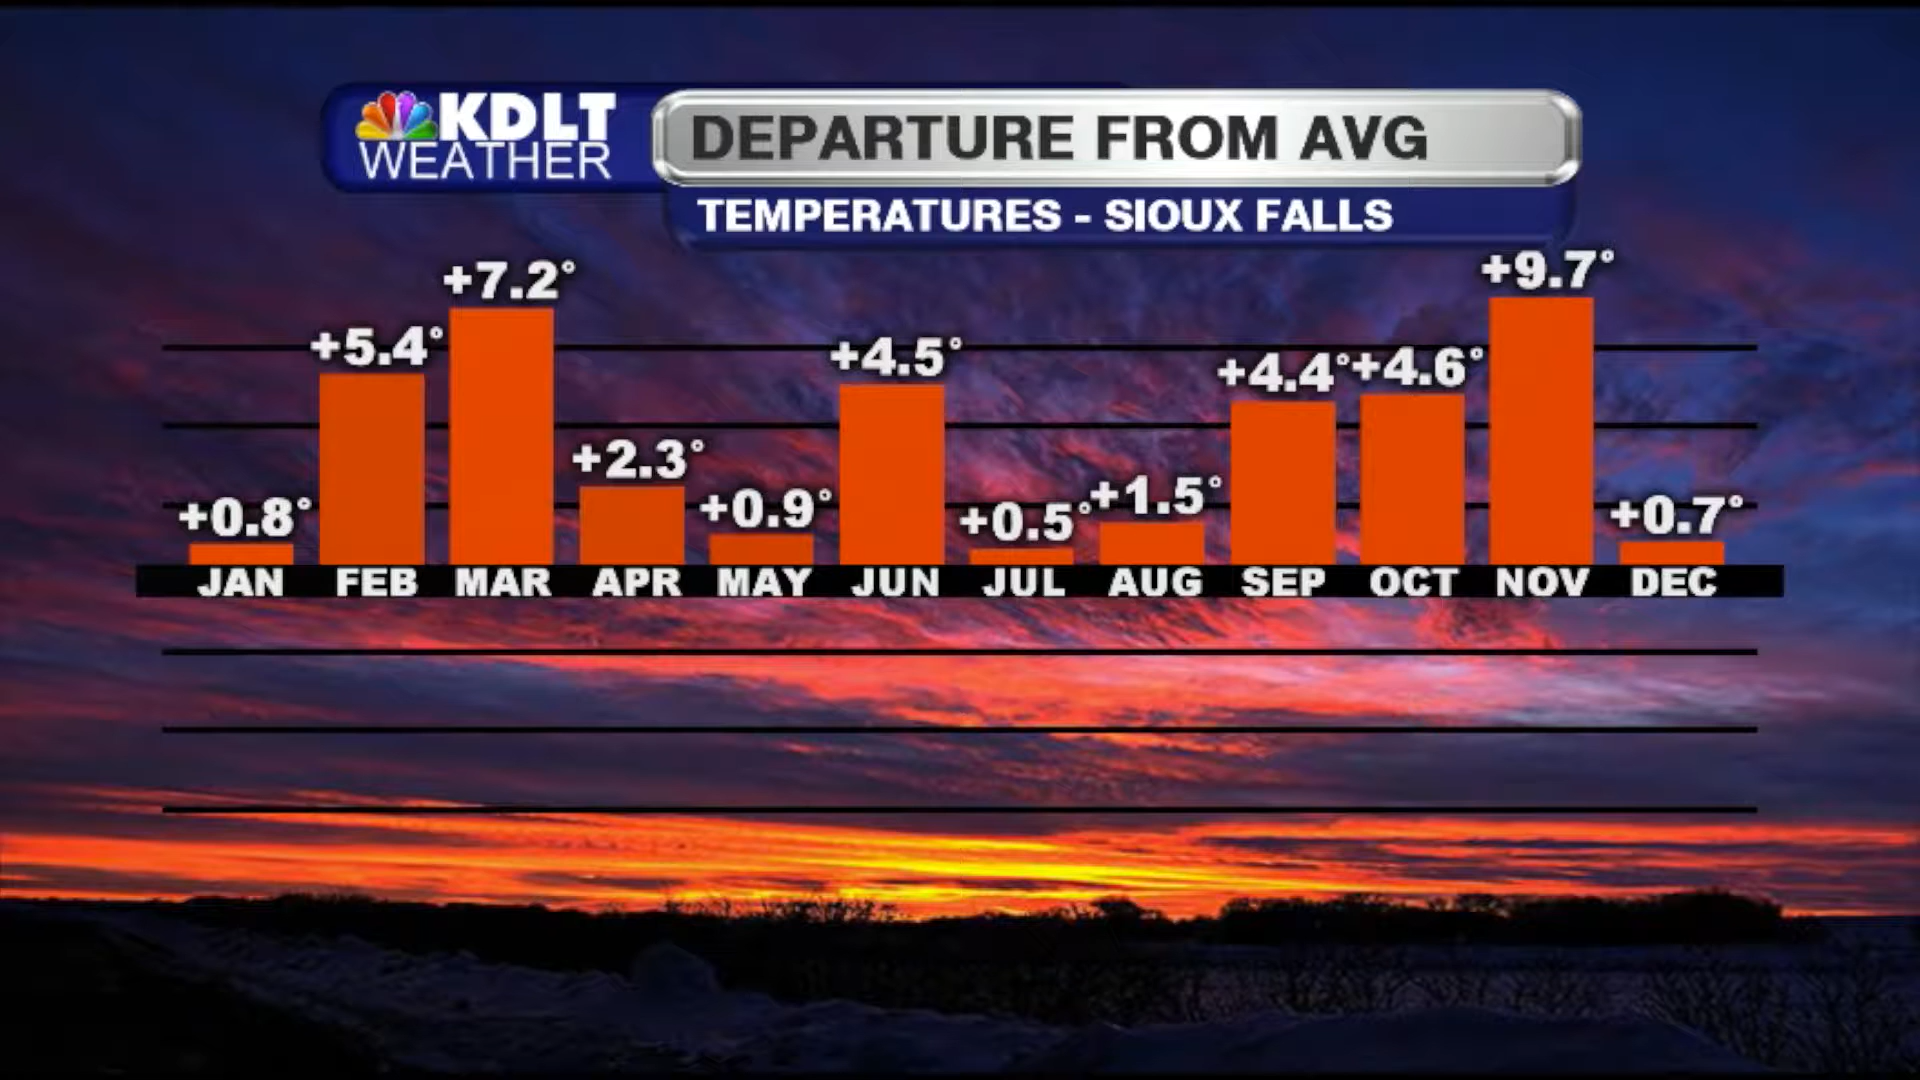 KDLT
WEATHER
DEPARTURE FROM AVG
TEMPERATURES - SIOUX FALLS
+0.8° +5.4° +7.2° +2.3° +0.9° +4.5° +0.5° +1.5° +4.4° +4.6° +9.7° +0.7°
JAN FEB MAR APR MAY JUN JUL AUG SEP OCT NOV DEC